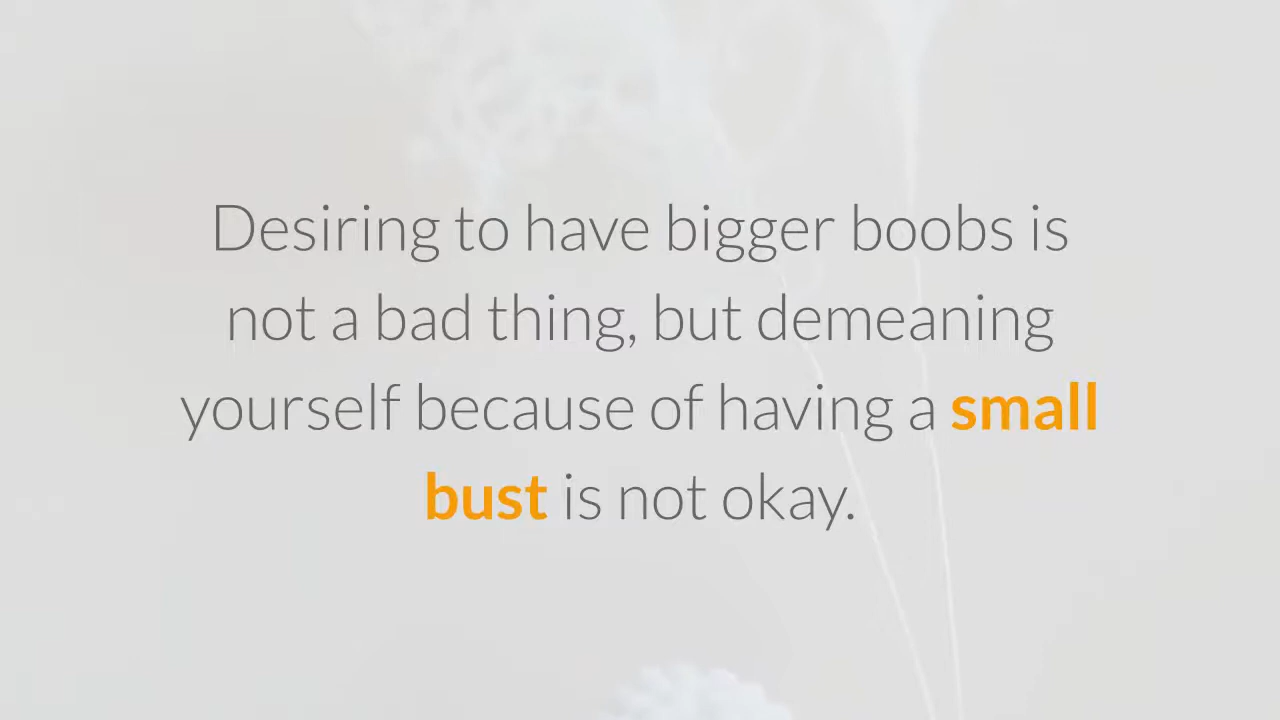 Desiring to have bigger boobs is
not a bad thing, but demeaning
yourself because of having a small
bust is not okay.